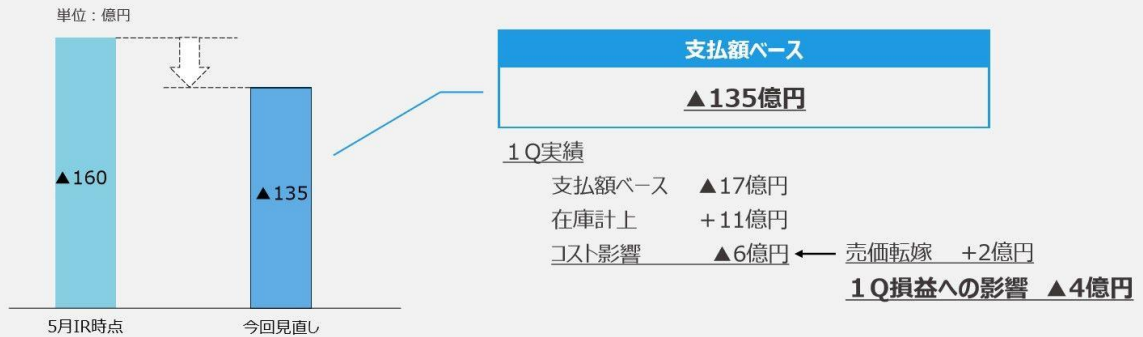 単位：億円
▲160
▲135
5月IR時点
今回見直し
支払額ベース
▲135億円
１Q実績
支払額ベース ▲17億円
在庫計上 +11億円
コスト影響 ▲6億円 ← 売価転嫁 +2億円
１Q損益への影響 ▲4億円